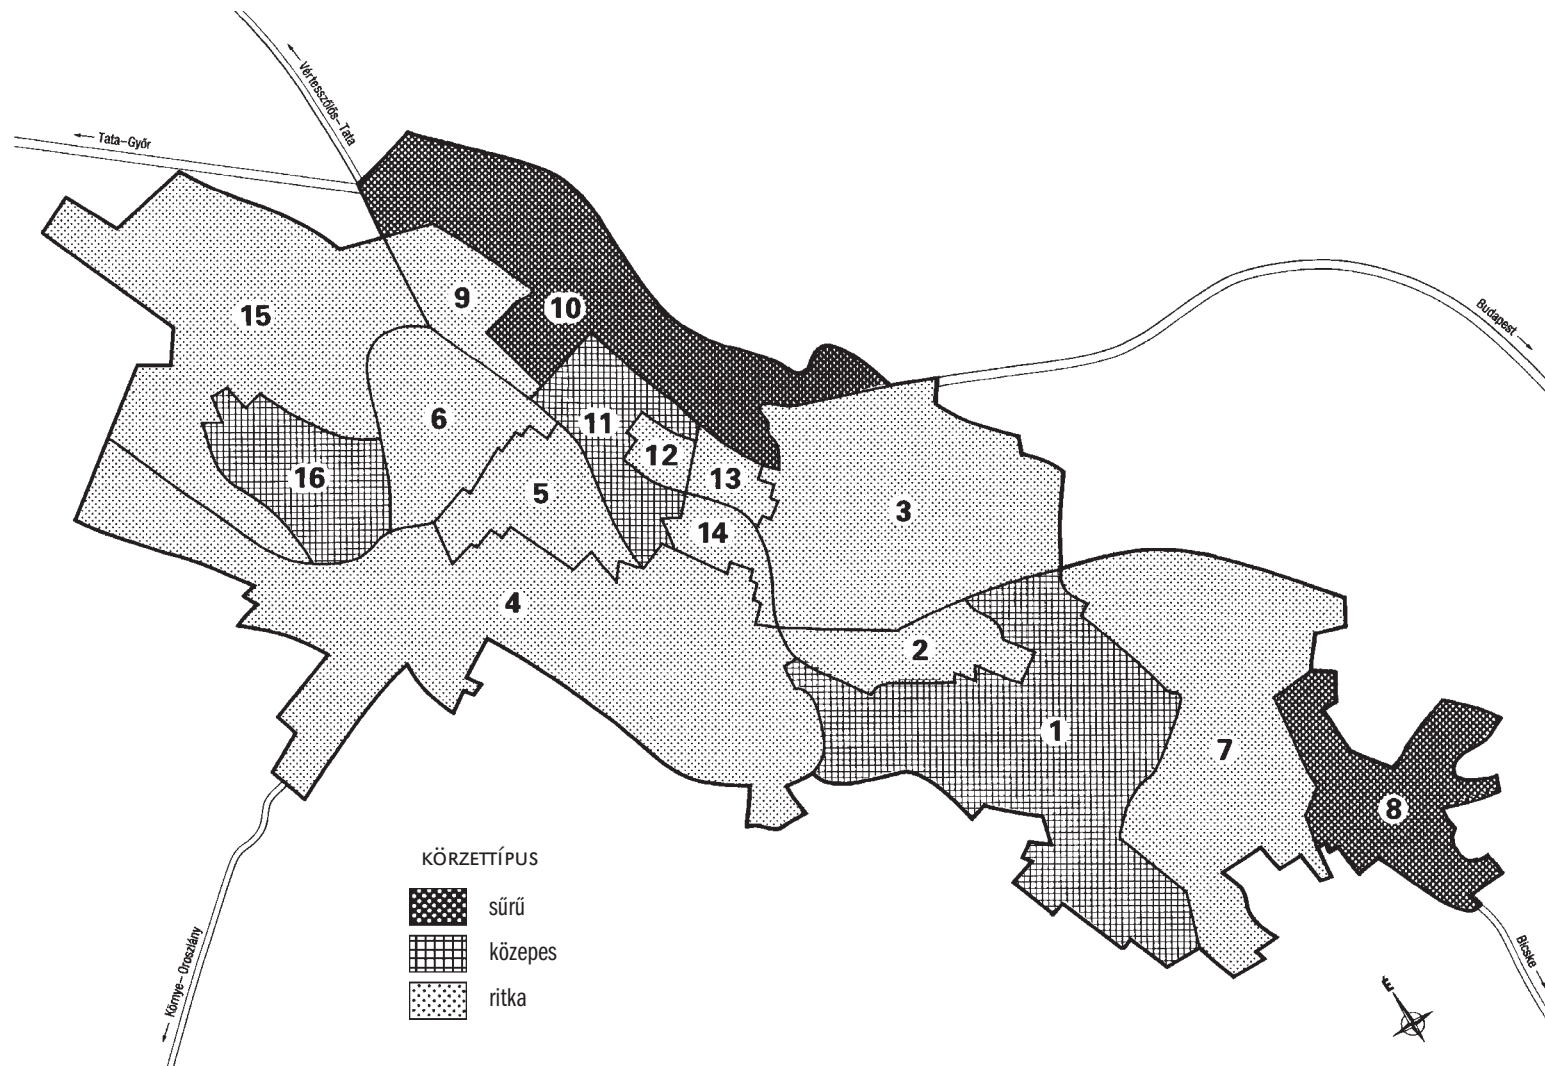 ← Vértesszőlős–Tata
← Tata–Győr
Budapest →
15
9
10
6
11
12
13
16
5
14
3
4
2
1
7
8
KÖRZETTÍPUS
sűrű
közepes
ritka
← Környe–Oroszlány
Bicske →
É